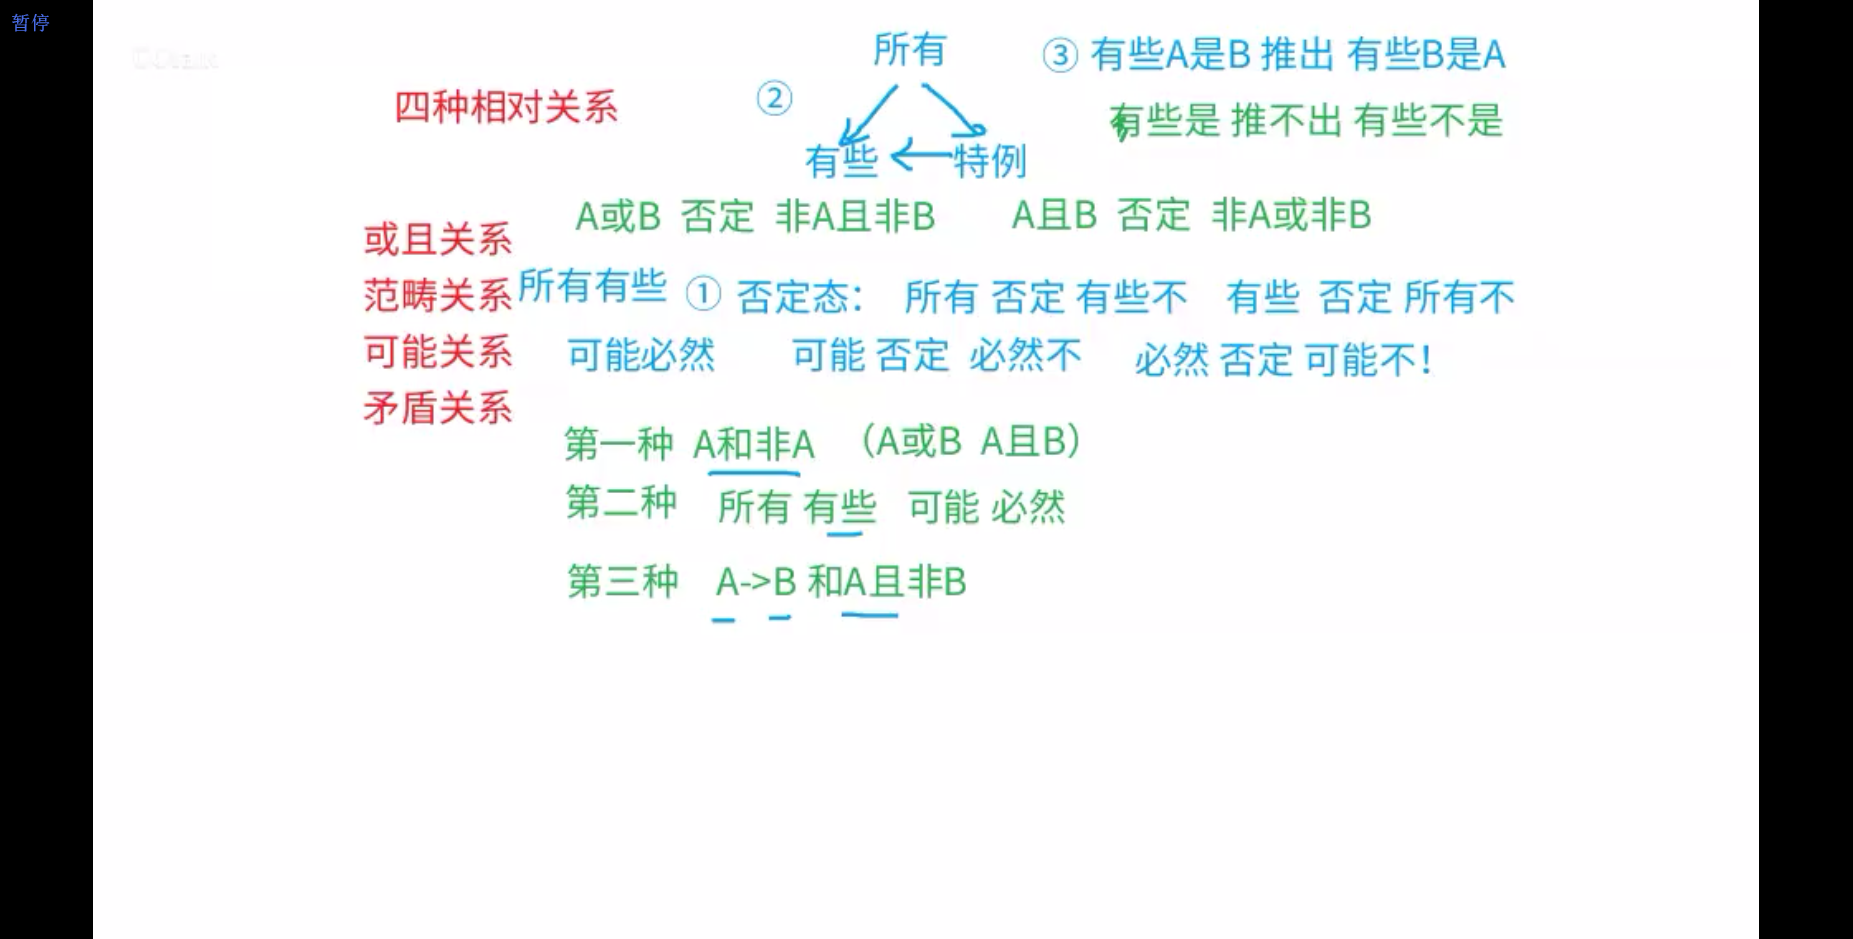 暂停
所有
③ 有些A是B 推出 有些B是A
四种相对关系
②
有些是 推不出 有些不是
有些 特例
或且关系 A或B 否定 非A且非B A且B 否定 非A或非B
范畴关系 所有有些 ① 否定态: 所有 否定 有些不 有些 否定 所有不
可能关系 可能必然 可能 否定 必然不 必然 否定 可能不!
矛盾关系
第一种 A和非A (A或B A且B)
第二种 所有 有些 可能 必然
第三种 A->B 和A且非B